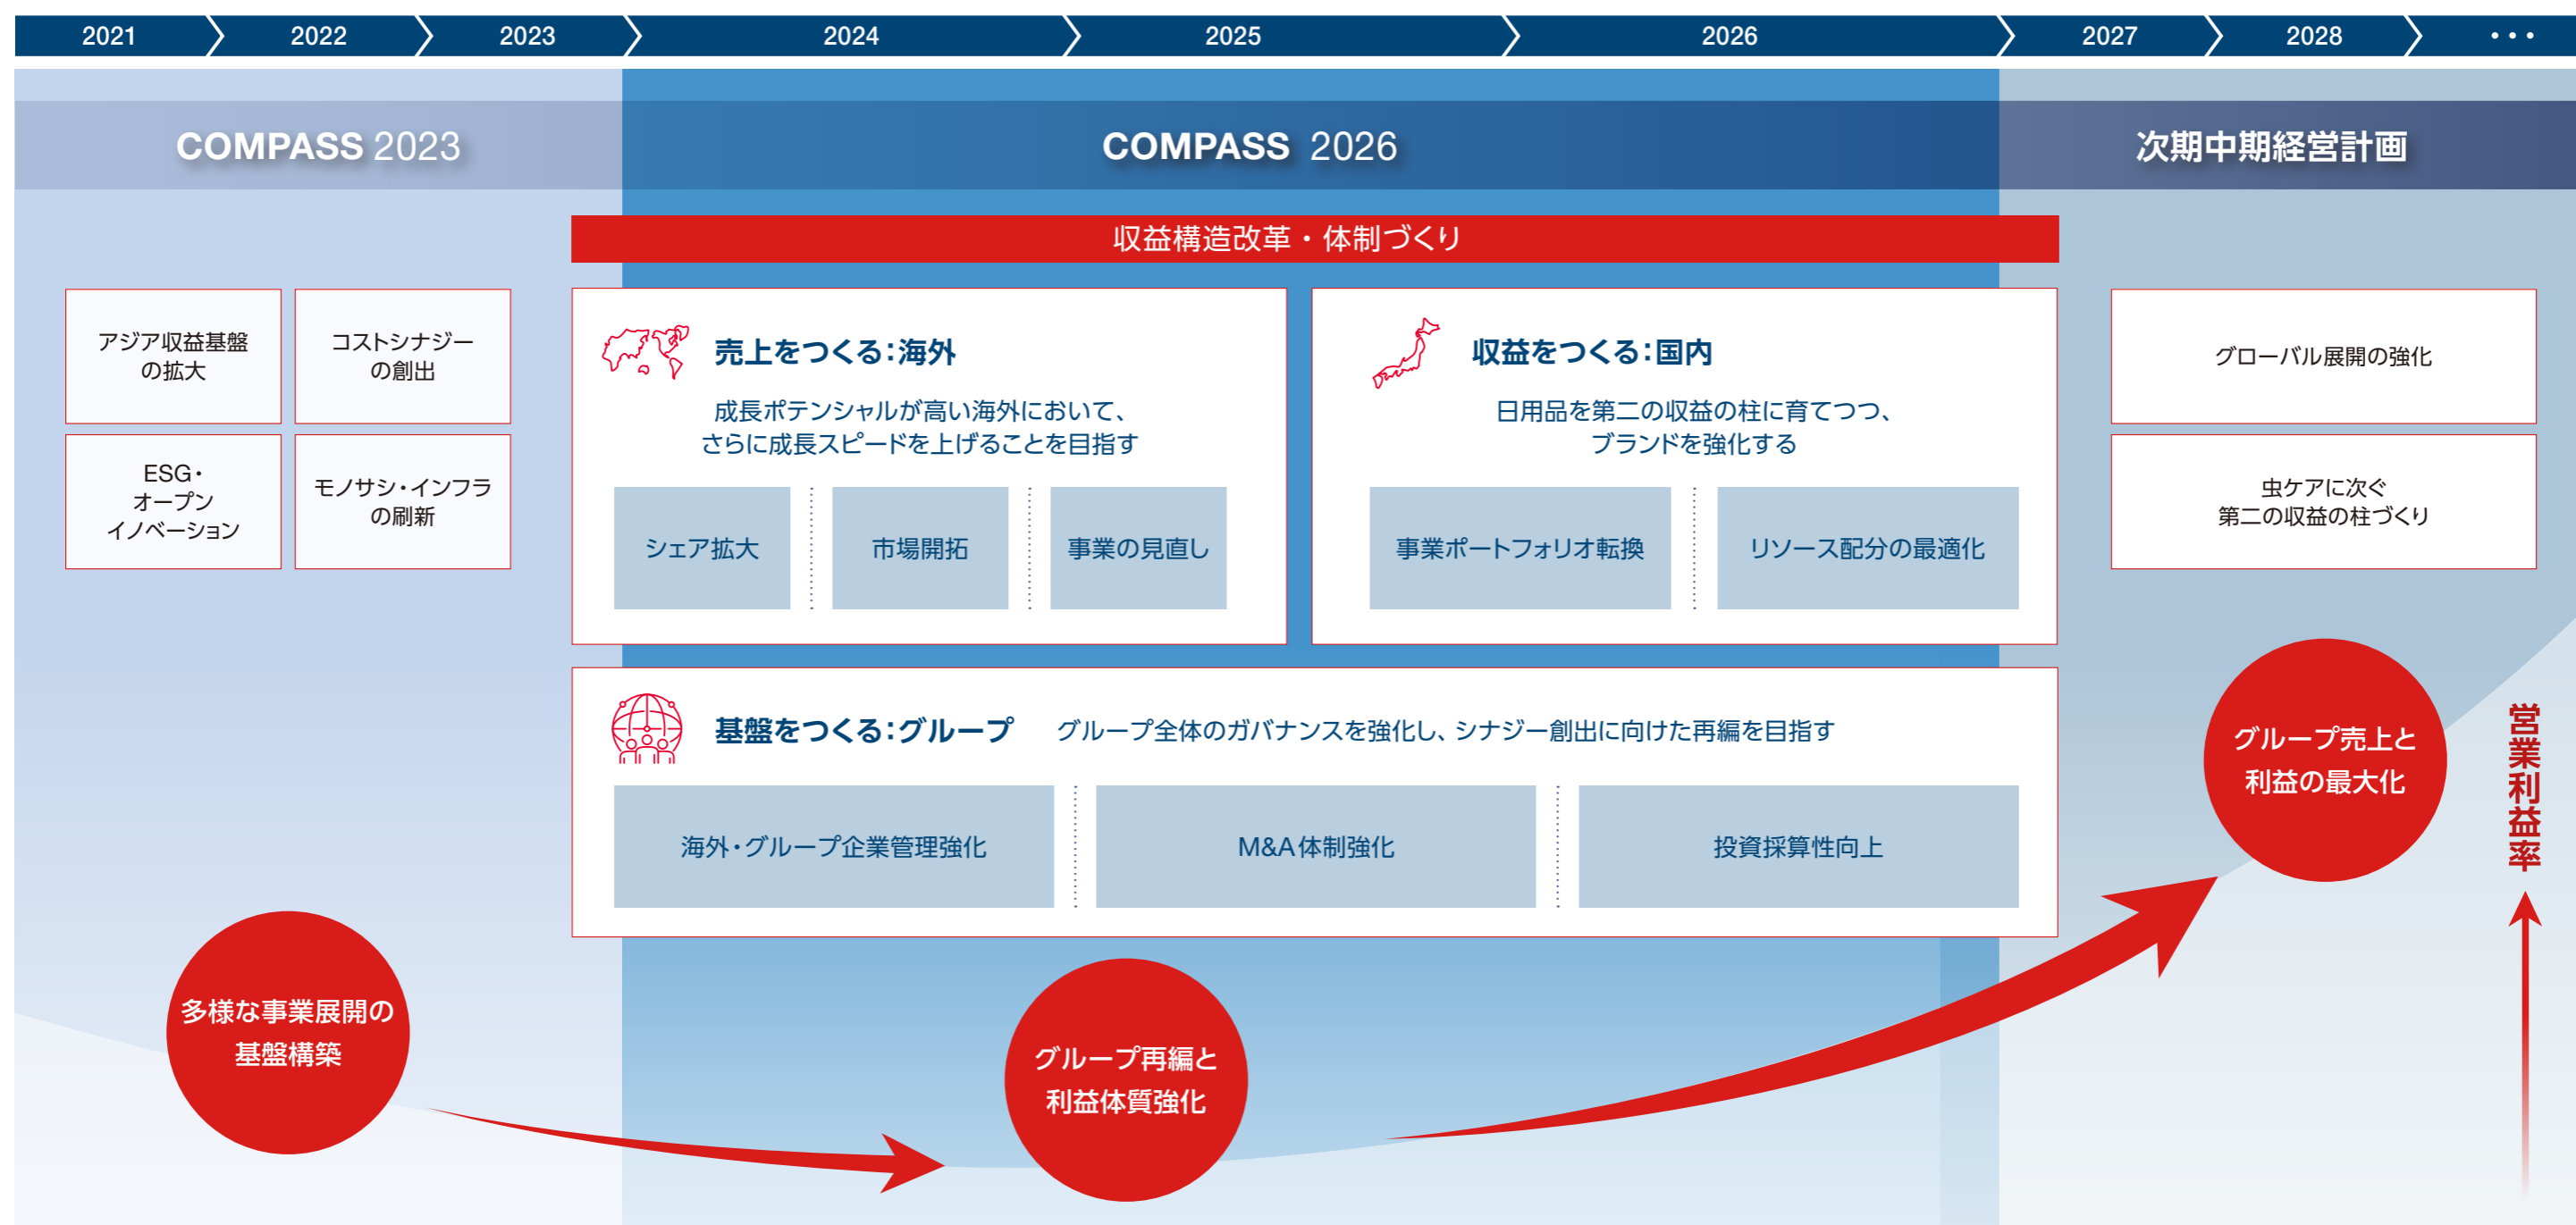 2021
2022
2023
2024
2025
2026
2027
2028
・・・
COMPASS 2023
COMPASS 2026
次期中期経営計画
収益構造改革・体制づくり
アジア収益基盤
の拡大
コストシナジー
の創出
ESG・
オープン
イノベーション
モノサシ・インフラ
の刷新
売上をつくる：海外
成長ポテンシャルが高い海外において、
さらに成長スピードを上げることを目指す
シェア拡大
市場開拓
事業の見直し
収益をつくる：国内
日用品を第二の収益の柱に育てつつ、
ブランドを強化する
事業ポートフォリオ転換
リソース配分の最適化
基盤をつくる：グループ
グループ全体のガバナンスを強化し、シナジー創出に向けた再編を目指す
海外・グループ企業管理強化
M&A体制強化
投資採算性向上
グローバル展開の強化
虫ケアに次ぐ
第二の収益の柱づくり
多様な事業展開の
基盤構築
グループ再編と
利益体質強化
グループ売上と
利益の最大化
営業利益率